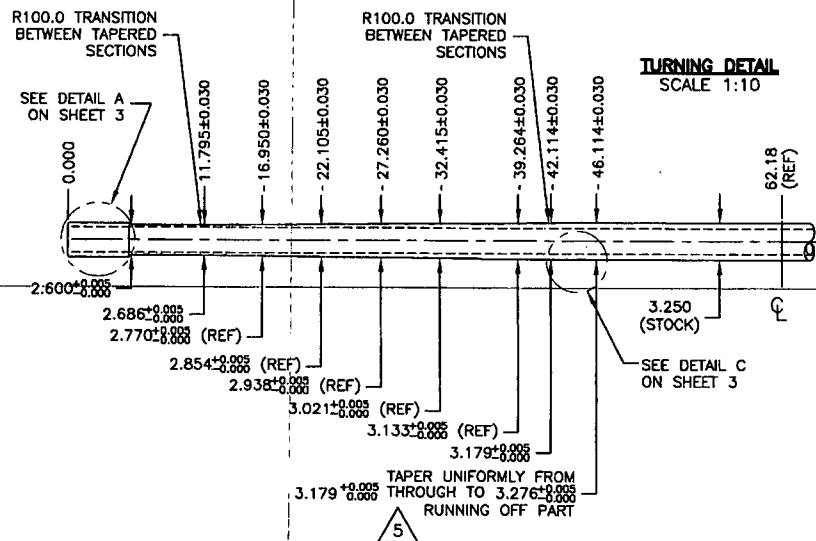 R100.0 TRANSITION
BETWEEN TAPERED
SECTIONS
R100.0 TRANSITION
BETWEEN TAPERED
SECTIONS
TURNING DETAIL
SCALE 1:10
SEE DETAIL A
ON SHEET 3
0.000
11.795±0.030
16.950±0.030
22.105±0.030
27.260±0.030
32.415±0.030
39.264±0.030
42.114±0.030
46.114±0.030
62.18
(REF)
2.600 +0.005 -0.000
2.686 +0.005 -0.000
2.770 +0.005 -0.000 (REF)
2.854 +0.005 -0.000 (REF)
2.938 +0.005 -0.000 (REF)
3.021 +0.005 -0.000 (REF)
3.133 +0.005 -0.000 (REF)
3.179 +0.005 -0.000
3.250
(STOCK)
℄
SEE DETAIL C
ON SHEET 3
TAPER UNIFORMLY FROM
3.179 +0.005 0.000 THROUGH TO 3.276 +0.005 -0.000
RUNNING OFF PART
5